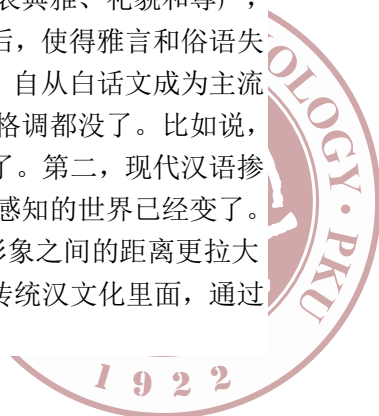 表典雅、礼貌和尊严，
后，使得雅言和俗语失
自从白话文成为主流
格调都没了。比如说，
了。第二，现代汉语掺
感知的世界已经变了。
形象之间的距离更拉大
传统汉文化里面，通过
OLOGY · PKU
1922